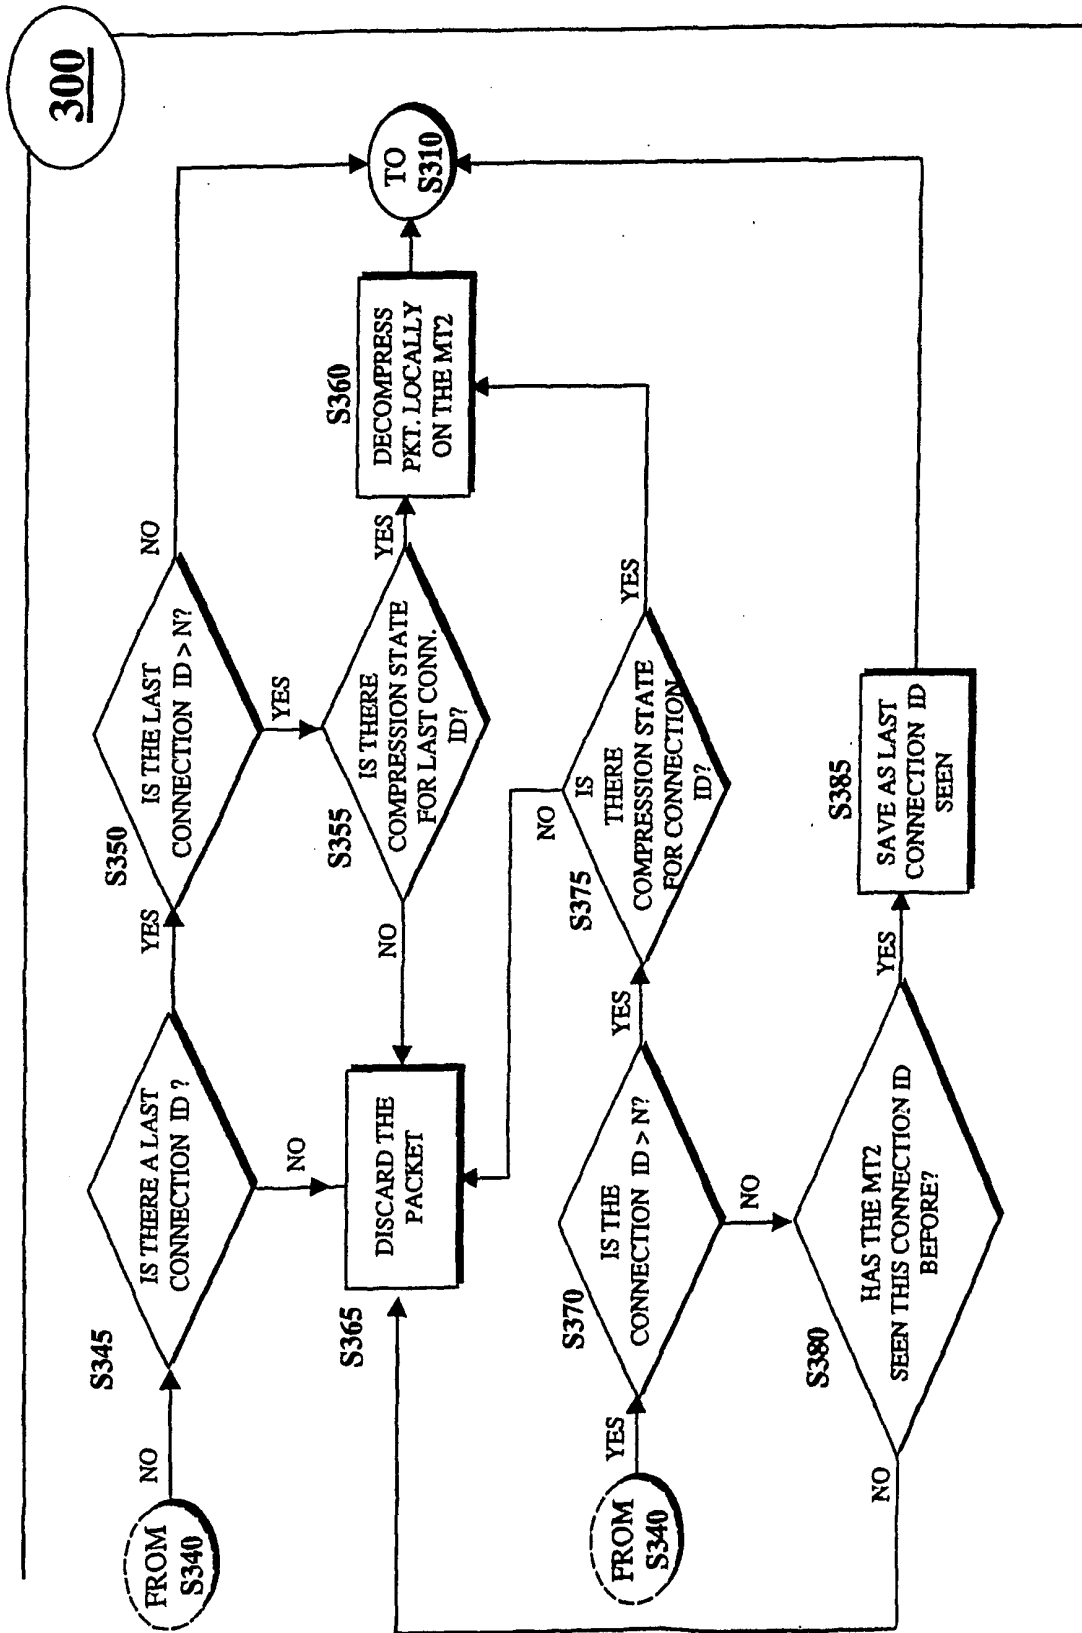 300
FROM
S340
NO
S345
IS THERE A LAST
CONNECTION ID ?
YES
NO
S350
IS THE LAST
CONNECTION ID > N?
NO
YES
S355
IS THERE
COMPRESSION STATE
FOR LAST CONN.
ID?
YES
NO
S360
DECOMPRESS
PKT. LOCALLY
ON THE MT2
TO
S310
S365
DISCARD THE
PACKET
FROM
S340
YES
S370
IS THE
CONNECTION ID > N?
YES
NO
S375
IS
THERE
COMPRESSION STATE
FOR CONNECTION
ID?
NO
YES
S380
HAS THE MT2
SEEN THIS CONNECTION ID
BEFORE?
NO
YES
S385
SAVE AS LAST
CONNECTION ID
SEEN